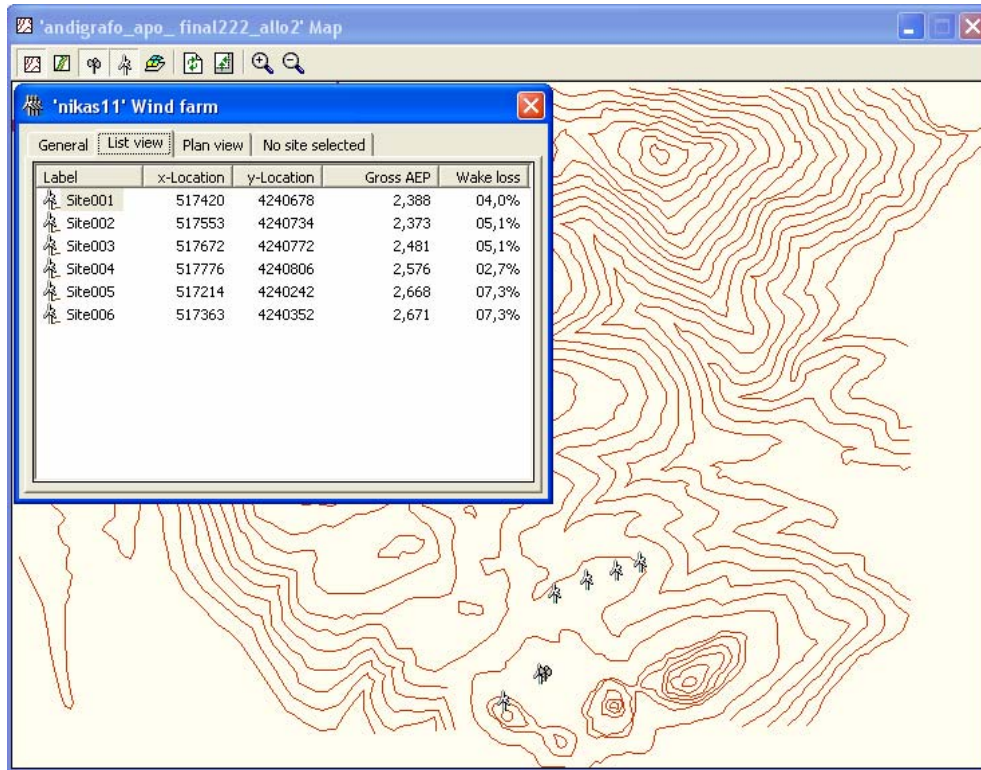 'andigrafo_apo_ final222_allo2' Map
'nikas11' Wind farm
General List view Plan view No site selected
Label x-Location y-Location Gross AEP Wake loss
Site001 517420 4240678 2,388 04,0%
Site002 517553 4240734 2,373 05,1%
Site003 517672 4240772 2,481 05,1%
Site004 517776 4240806 2,576 02,7%
Site005 517214 4240242 2,668 07,3%
Site006 517363 4240352 2,671 07,3%